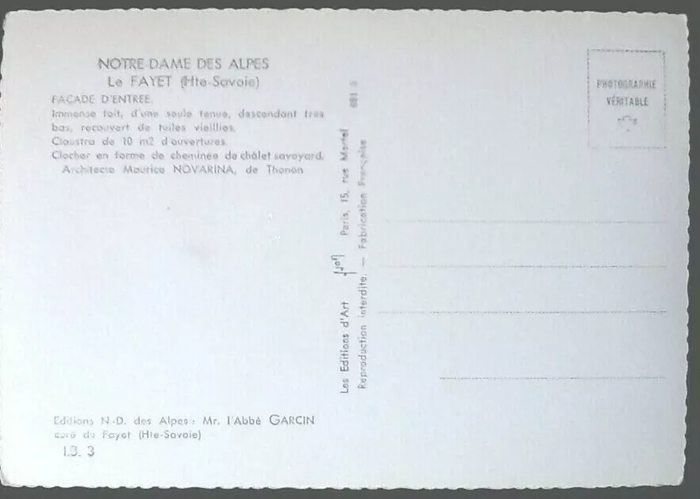 NOTRE-DAME DES ALPES
Le FAYET (Hte-Savoie)
FAÇADE D'ENTREE.
Immense toit, d'une seule tenue, descendant très
bas, recouvert de tuiles vieillies.
Claustra de 10 m2 d'ouvertures.
Clocher en forme de cheminée de châlet savoyard.
Architecte Maurice NOVARINA, de Thonon
Editions N.-D. des Alpes : Mr. l'Abbé GARCIN
curé du Fayet (Hte-Savoie)
I.B. 3
Les Editions d'Art Paris, 15, rue Martel
Reproduction interdite. — Fabrication Française
PHOTOGRAPHIE
VÉRITABLE